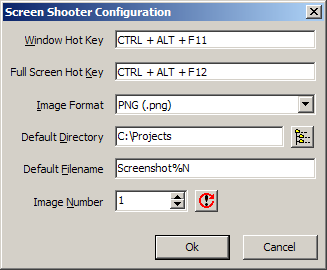 Screen Shooter Configuration
Window Hot Key CTRL + ALT + F11
Full Screen Hot Key CTRL + ALT + F12
Image Format PNG (.png)
Default Directory C:\Projects
Default Filename Screenshot%N
Image Number 1
Ok Cancel